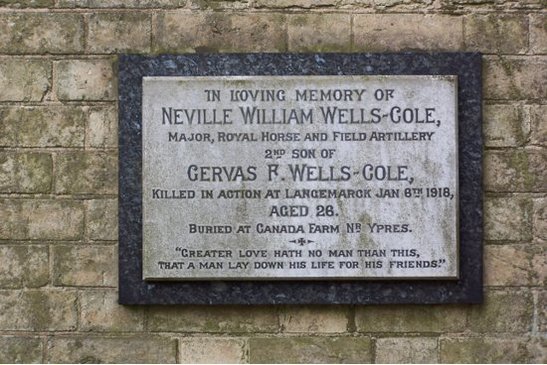 IN LOVING MEMORY OF
NEVILLE WILLIAM WELLS-COLE,
MAJOR, ROYAL HORSE AND FIELD ARTILLERY
2ND SON OF
GERVAS F. WELLS-COLE,
KILLED IN ACTION AT LANGEMARCK JAN 6TH 1918,
AGED 26.
BURIED AT CANADA FARM NR YPRES.
"GREATER LOVE HATH NO MAN THAN THIS,
THAT A MAN LAY DOWN HIS LIFE FOR HIS FRIENDS."